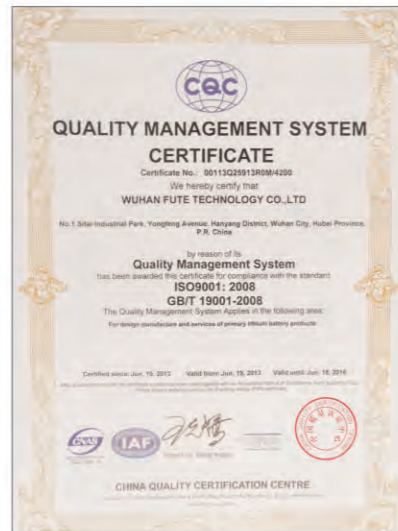 CQC
QUALITY MANAGEMENT SYSTEM
CERTIFICATE
Certificate No.: 00113Q25913R0M/4200
We hereby certify that
WUHAN FUTE TECHNOLOGY CO.,LTD
No.1 Sitai Industrial Park, Yongfeng Avenue, Hanyang District, Wuhan City, Hubei Province,
P.R. China
by reason of its
Quality Management System
has been awarded this certificate for compliance with the standard
ISO9001: 2008
GB/T 19001-2008
The Quality Management System Applies in the following area:
For design manufacture and services of primary lithium battery products
Certified since: Jun, 19, 2013 Valid from: Jun, 19, 2013 Valid until: Jun, 18, 2016
CNAS IAF
CHINA QUALITY CERTIFICATION CENTRE